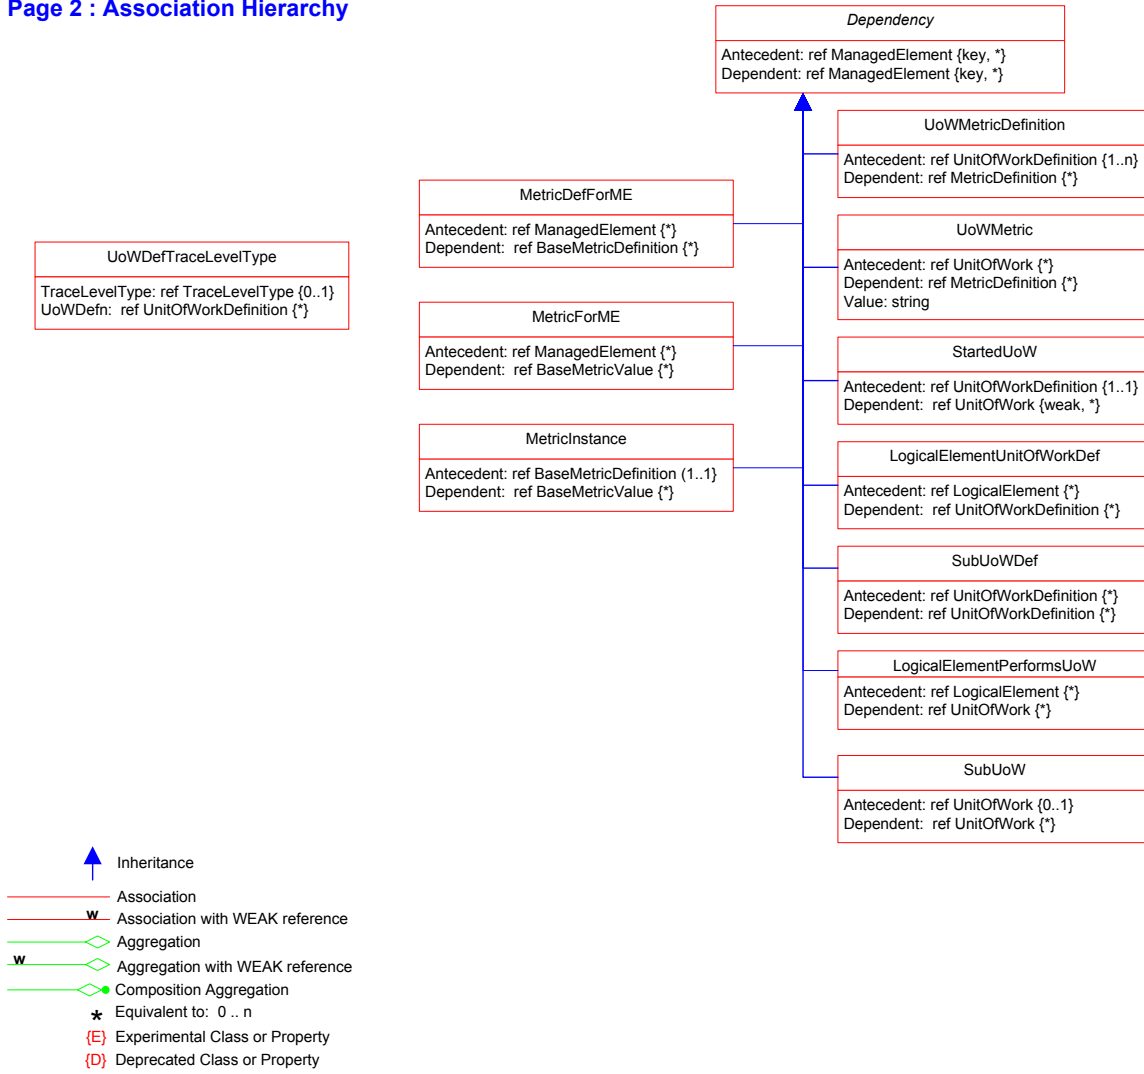 Page 2 : Association Hierarchy
Dependency
Antecedent: ref ManagedElement {key, *}
Dependent: ref ManagedElement {key, *}
UoWMetricDefinition
Antecedent: ref UnitOfWorkDefinition {1..n}
Dependent: ref MetricDefinition {*}
MetricDefForME
Antecedent: ref ManagedElement {*}
Dependent:  ref BaseMetricDefinition {*}
UoWMetric
Antecedent: ref UnitOfWork {*}
Dependent: ref MetricDefinition {*}
Value: string
UoWDefTraceLevelType
TraceLevelType: ref TraceLevelType {0..1}
UoWDefn:  ref UnitOfWorkDefinition {*}
MetricForME
Antecedent: ref ManagedElement {*}
Dependent:  ref BaseMetricValue {*}
StartedUoW
Antecedent: ref UnitOfWorkDefinition {1..1}
Dependent:  ref UnitOfWork {weak, *}
MetricInstance
Antecedent: ref BaseMetricDefinition (1..1}
Dependent:  ref BaseMetricValue {*}
LogicalElementUnitOfWorkDef
Antecedent: ref LogicalElement {*}
Dependent:  ref UnitOfWorkDefinition {*}
SubUoWDef
Antecedent: ref UnitOfWorkDefinition {*}
Dependent: ref UnitOfWorkDefinition {*}
LogicalElementPerformsUoW
Antecedent: ref LogicalElement {*}
Dependent: ref UnitOfWork {*}
SubUoW
Antecedent: ref UnitOfWork {0..1}
Dependent:  ref UnitOfWork {*}
Inheritance
Association
w Association with WEAK reference
Aggregation
w Aggregation with WEAK reference
Composition Aggregation
* Equivalent to:  0 .. n
{E} Experimental Class or Property
{D} Deprecated Class or Property